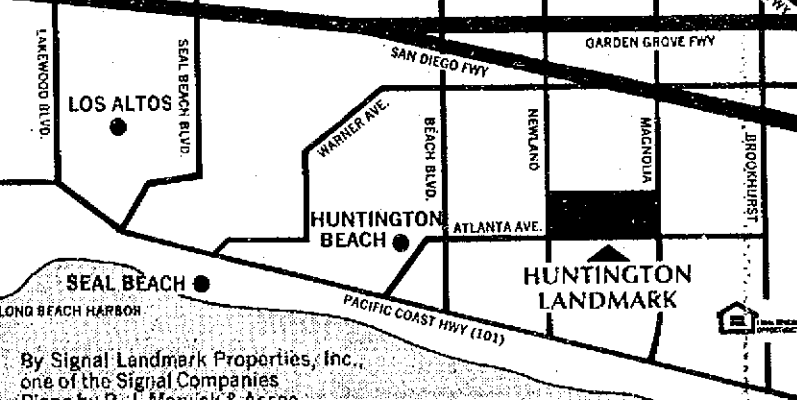 WY
GARDEN GROVE FWY
SAN DIEGO FWY
LAKEWOOD BLVD.
SEAL BEACH BLVD.
LOS ALTOS
WARNER AVE.
BEACH BLVD.
NEWLAND
MAGNOLIA
BROOKHURST
HUNTINGTON
BEACH
ATLANTA AVE.
HUNTINGTON
LANDMARK
SEAL BEACH
LONG BEACH HARBOR
PACIFIC COAST HWY (101)
By Signal Landmark Properties, Inc.,
one of the Signal Companies